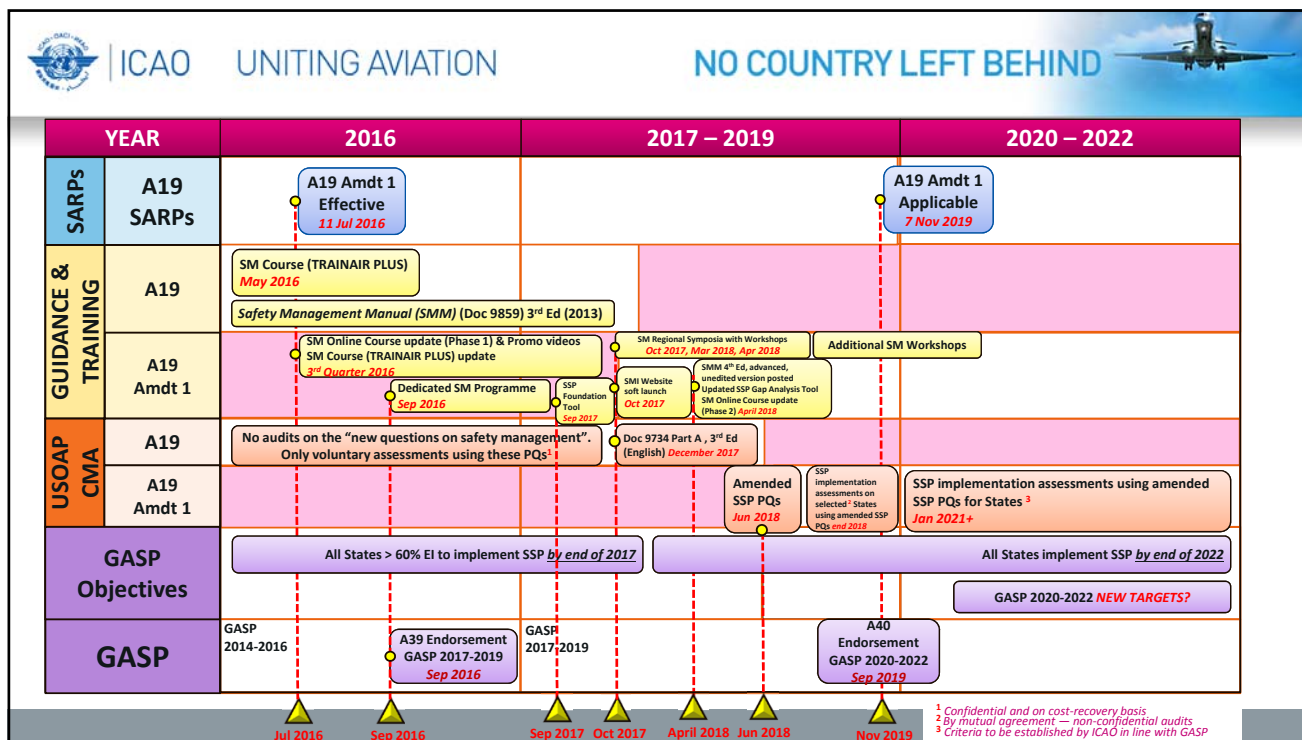 ICAO
UNITING AVIATION
NO COUNTRY LEFT BEHIND
YEAR
2016
2017 – 2019
2020 – 2022
SARPs
A19
SARPs
A19 Amdt 1
Effective
11 Jul 2016
A19 Amdt 1
Applicable
7 Nov 2019
GUIDANCE &
TRAINING
A19
SM Course (TRAINAIR PLUS)
May 2016
Safety Management Manual (SMM) (Doc 9859) 3rd Ed (2013)
A19
Amdt 1
SM Online Course update (Phase 1) & Promo videos
SM Course (TRAINAIR PLUS) update
3rd Quarter 2016
SM Regional Symposia with Workshops
Oct 2017, Mar 2018, Apr 2018
Additional SM Workshops
Dedicated SM Programme
Sep 2016
SSP
Foundation
Tool
Sep 2017
SMI Website
soft launch
Oct 2017
SMM 4th Ed, advanced,
unedited version posted
Updated SSP Gap Analysis Tool
SM Online Course update
(Phase 2) April 2018
USOAP
CMA
A19
No audits on the “new questions on safety management”.
Only voluntary assessments using these PQs1
Doc 9734 Part A , 3rd Ed
(English) December 2017
A19
Amdt 1
Amended
SSP PQs
Jun 2018
SSP
implementation
assessments on
selected2 States
using amended SSP
PQs end 2018
SSP implementation assessments using amended
SSP PQs for States 3
Jan 2021+
GASP
Objectives
All States > 60% EI to implement SSP by end of 2017
All States implement SSP by end of 2022
GASP 2020-2022 NEW TARGETS?
GASP
GASP
2014-2016
A39 Endorsement
GASP 2017-2019
Sep 2016
GASP
2017-2019
A40
Endorsement
GASP 2020-2022
Sep 2019
Jul 2016
Sep 2016
Sep 2017
Oct 2017
April 2018
Jun 2018
Nov 2019
1 Confidential and on cost-recovery basis
2 By mutual agreement — non-confidential audits
3 Criteria to be established by ICAO in line with GASP